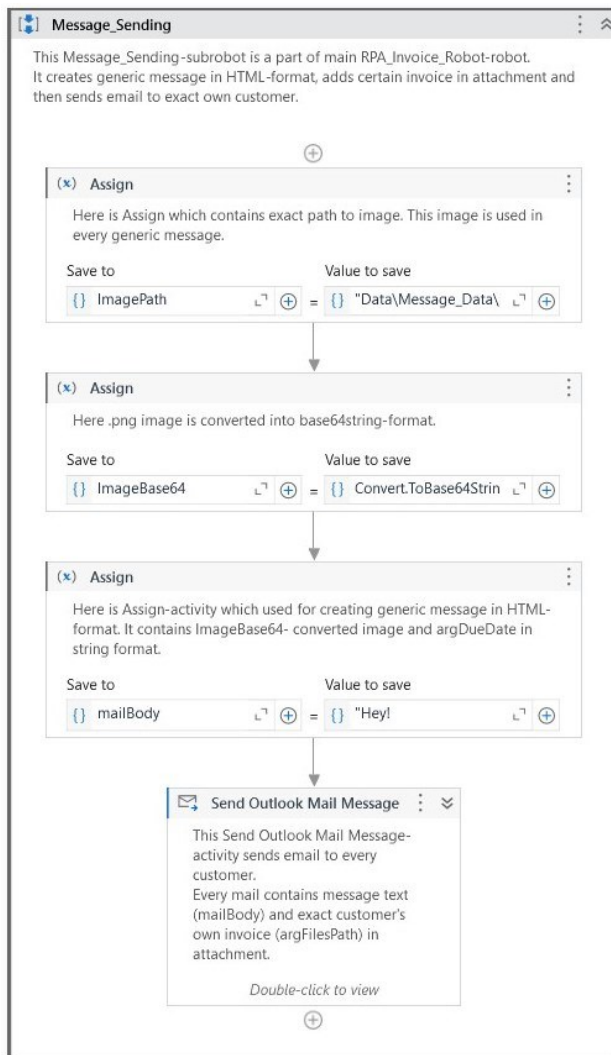 Message_Sending
This Message_Sending-subrobot is a part of main RPA_Invoice_Robot-robot.
It creates generic message in HTML-format, adds certain invoice in attachment and
then sends email to exact own customer.
(x) Assign
Here is Assign which contains exact path to image. This image is used in
every generic message.
Save to Value to save
{} ImagePath = {} "Data\Message_Data\
(x) Assign
Here .png image is converted into base64string-format.
Save to Value to save
{} ImageBase64 = {} Convert.ToBase64Strin
(x) Assign
Here is Assign-activity which used for creating generic message in HTML-
format. It contains ImageBase64- converted image and argDueDate in
string format.
Save to Value to save
{} mailBody = {} "Hey!
Send Outlook Mail Message
This Send Outlook Mail Message-
activity sends email to every
customer.
Every mail contains message text
(mailBody) and exact customer's
own invoice (argFilesPath) in
attachment.
Double-click to view